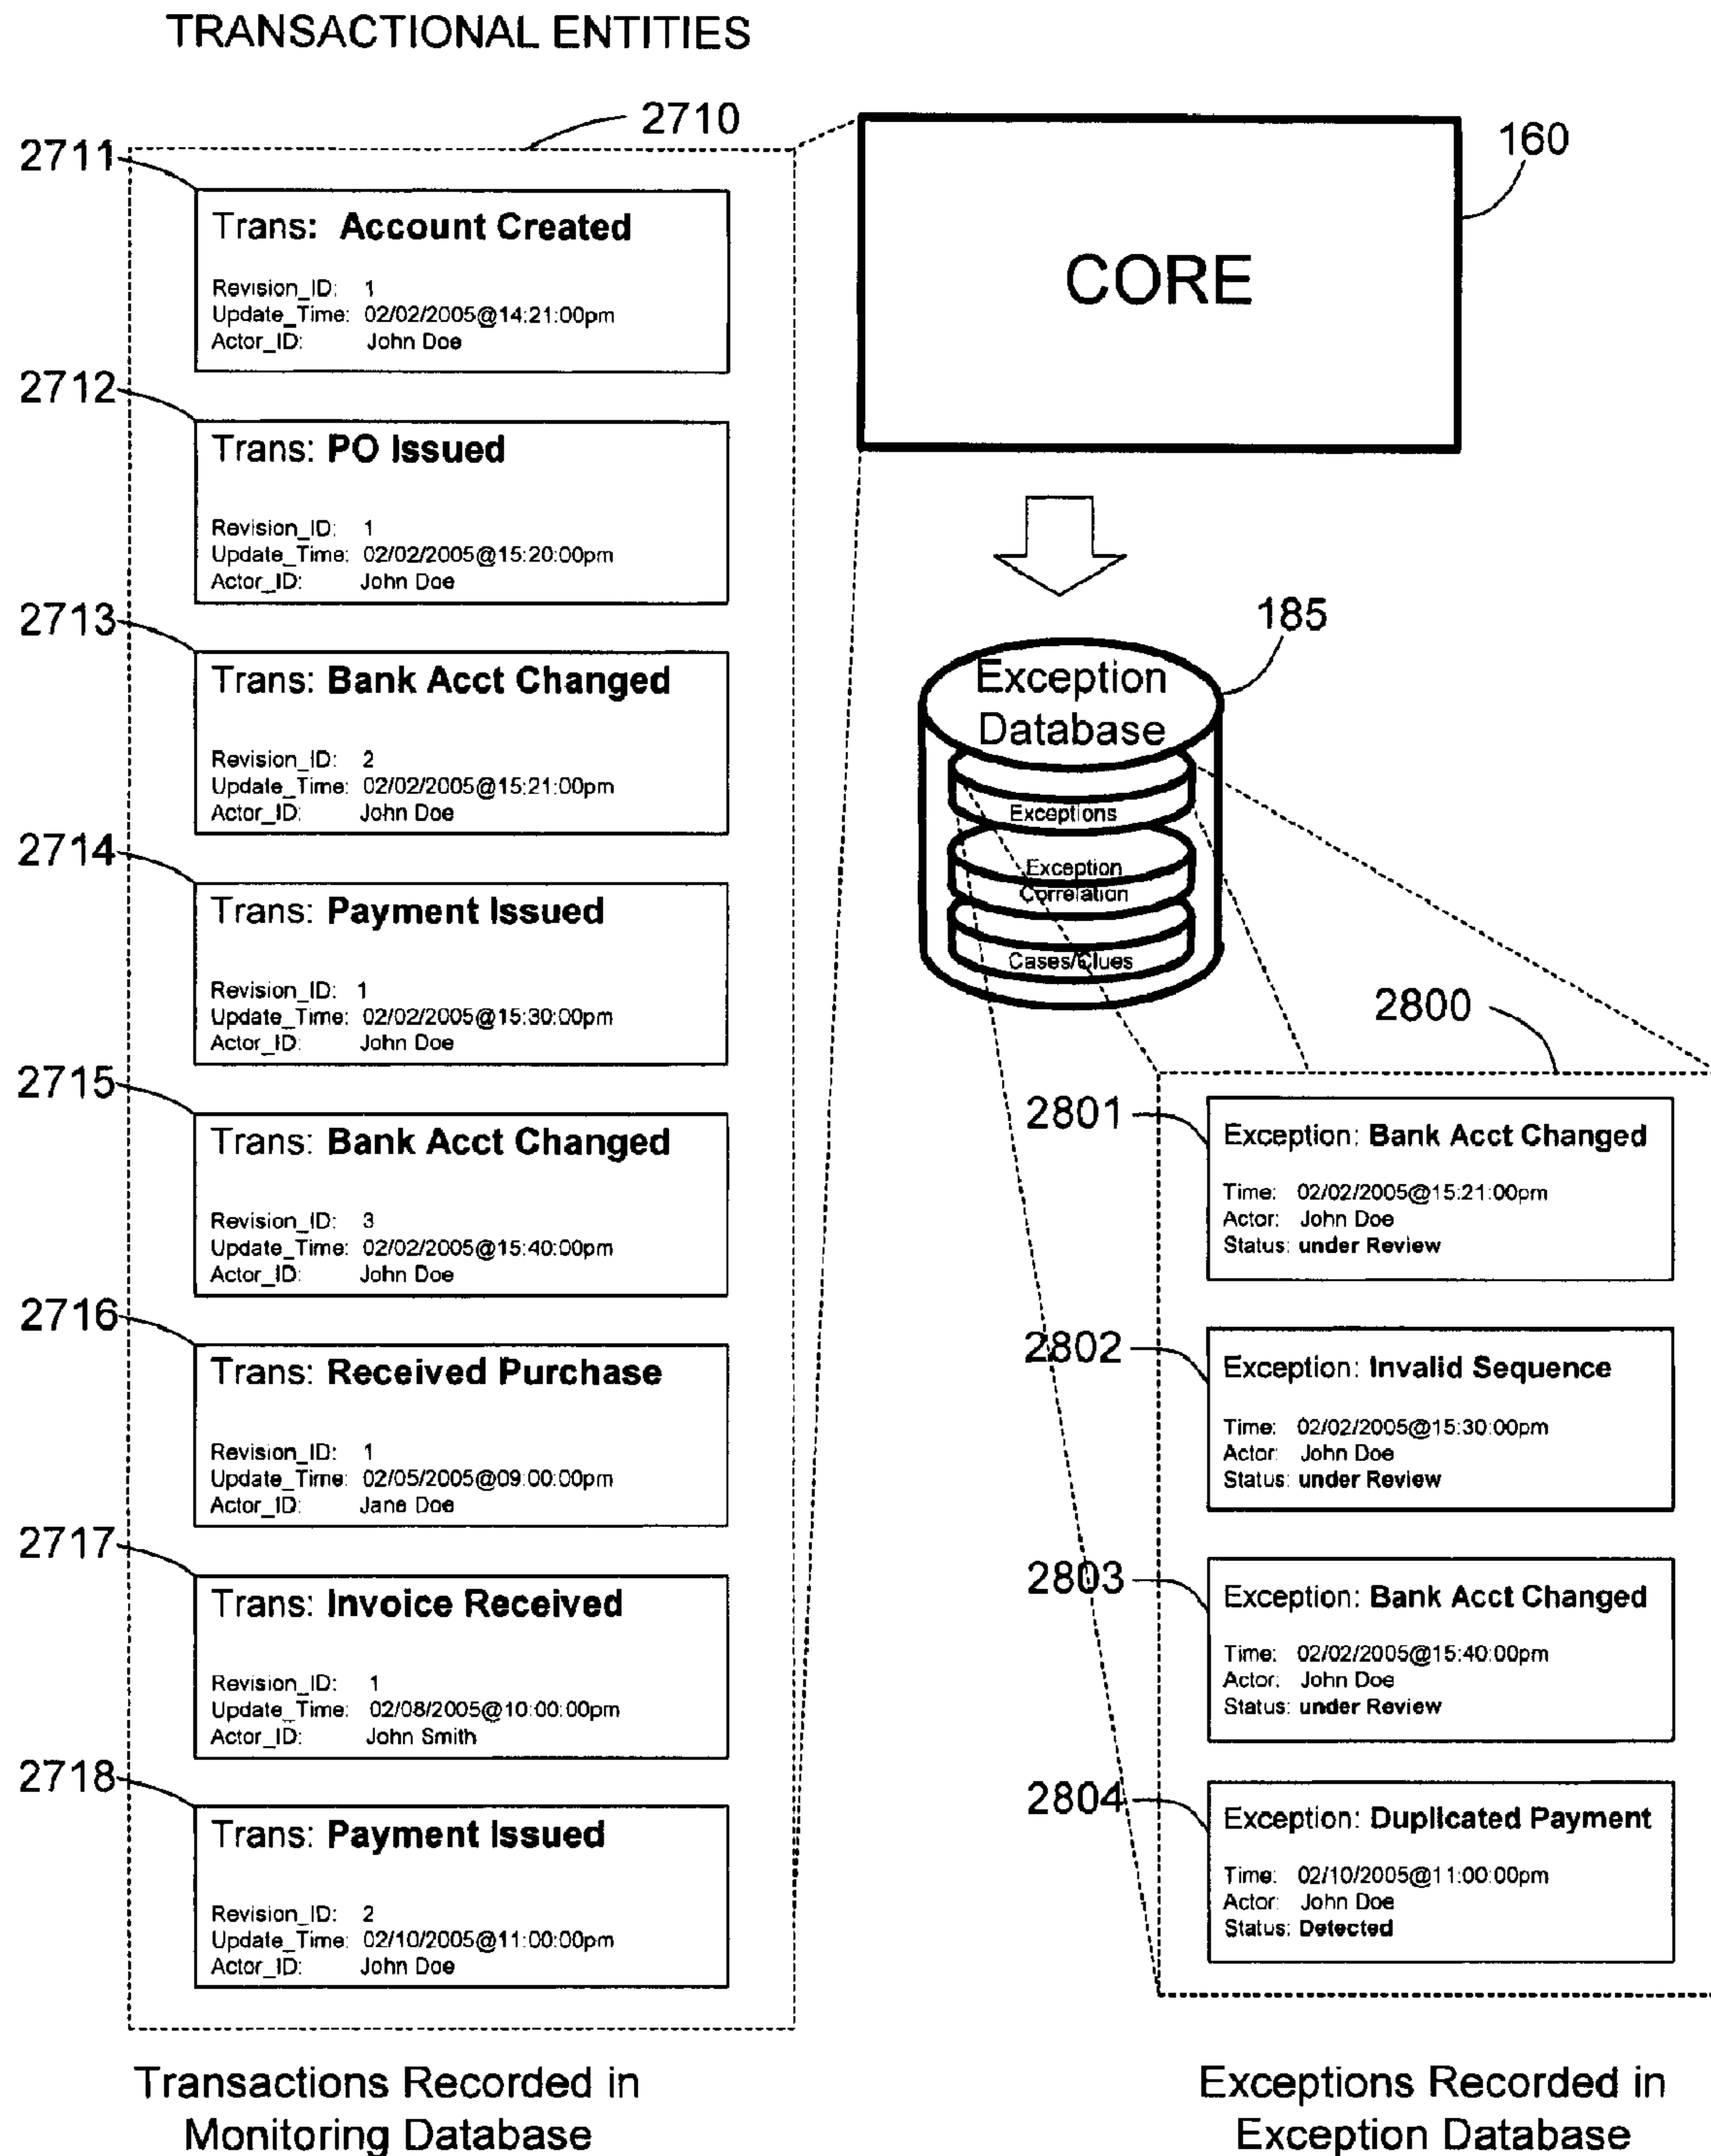 TRANSACTIONAL ENTITIES
2710
2711
Trans: Account Created
Revision_ID: 1
Update_Time: 02/02/2005@14:21:00pm
Actor_ID: John Doe
2712
Trans: PO Issued
Revision_ID: 1
Update_Time: 02/02/2005@15:20:00pm
Actor_ID: John Doe
2713
Trans: Bank Acct Changed
Revision_ID: 2
Update_Time: 02/02/2005@15:21:00pm
Actor_ID: John Doe
2714
Trans: Payment Issued
Revision_ID: 1
Update_Time: 02/02/2005@15:30:00pm
Actor_ID: John Doe
2715
Trans: Bank Acct Changed
Revision_ID: 3
Update_Time: 02/02/2005@15:40:00pm
Actor_ID: John Doe
2716
Trans: Received Purchase
Revision_ID: 1
Update_Time: 02/05/2005@09:00:00pm
Actor_ID: Jane Doe
2717
Trans: Invoice Received
Revision_ID: 1
Update_Time: 02/08/2005@10:00:00pm
Actor_ID: John Smith
2718
Trans: Payment Issued
Revision_ID: 2
Update_Time: 02/10/2005@11:00:00pm
Actor_ID: John Doe
Transactions Recorded in
Monitoring Database
160
CORE
185
Exception
Database
Exceptions
Exception
Correlation
Cases/Clues
2800
2801
Exception: Bank Acct Changed
Time: 02/02/2005@15:21:00pm
Actor: John Doe
Status: under Review
2802
Exception: Invalid Sequence
Time: 02/02/2005@15:30:00pm
Actor: John Doe
Status: under Review
2803
Exception: Bank Acct Changed
Time: 02/02/2005@15:40:00pm
Actor: John Doe
Status: under Review
2804
Exception: Duplicated Payment
Time: 02/10/2005@11:00:00pm
Actor: John Doe
Status: Detected
Exceptions Recorded in
Exception Database